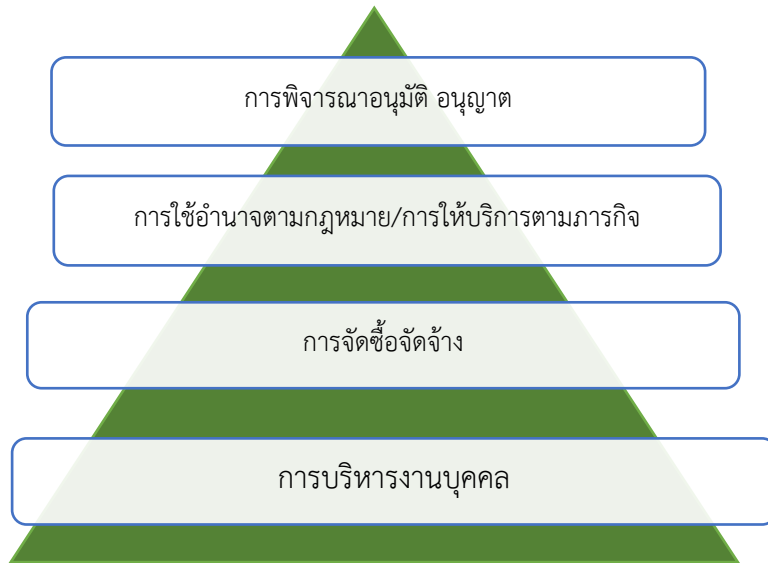 การพิจารณาอนุมัติ อนุญาต
การใช้อำนาจตามกฎหมาย/การให้บริการตามภารกิจ
การจัดซื้อจัดจ้าง
การบริหารงานบุคคล